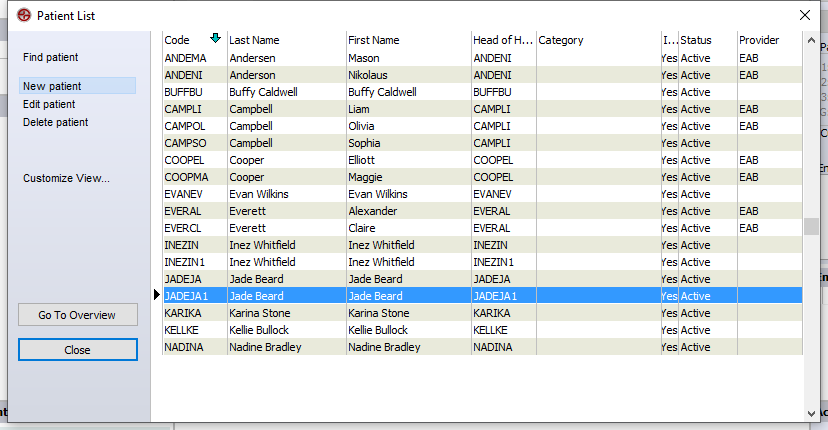 Patient List
Find patient
New patient
Edit patient
Delete patient
Customize View...
Go To Overview
Close
Code Last Name First Name Head of H... Category I... Status Provider
ANDEMA Andersen Mason ANDENI Yes Active EAB
ANDENI Anderson Nikolaus ANDENI Yes Active EAB
BUFFBU Buffy Caldwell Buffy Caldwell BUFFBU Yes Active
CAMPLI Campbell Liam CAMPLI Yes Active EAB
CAMPOL Campbell Olivia CAMPLI Yes Active EAB
CAMPSO Campbell Sophia CAMPLI Yes Active
COOPEL Cooper Elliott COOPEL Yes Active EAB
COOPMA Cooper Maggie COOPEL Yes Active EAB
EVANEV Evan Wilkins Evan Wilkins EVANEV Yes Active
EVERAL Everett Alexander EVERAL Yes Active EAB
EVERCL Everett Claire EVERAL Yes Active EAB
INEZIN Inez Whitfield Inez Whitfield INEZIN Yes Active
INEZIN1 Inez Whitfield Inez Whitfield INEZIN1 Yes Active
JADEJA Jade Beard Jade Beard JADEJA Yes Active
JADEJA1 Jade Beard Jade Beard JADEJA1 Yes Active
KARIKA Karina Stone Karina Stone KARIKA Yes Active
KELLKE Kellie Bullock Kellie Bullock KELLKE Yes Active
NADINA Nadine Bradley Nadine Bradley NADINA Yes Active